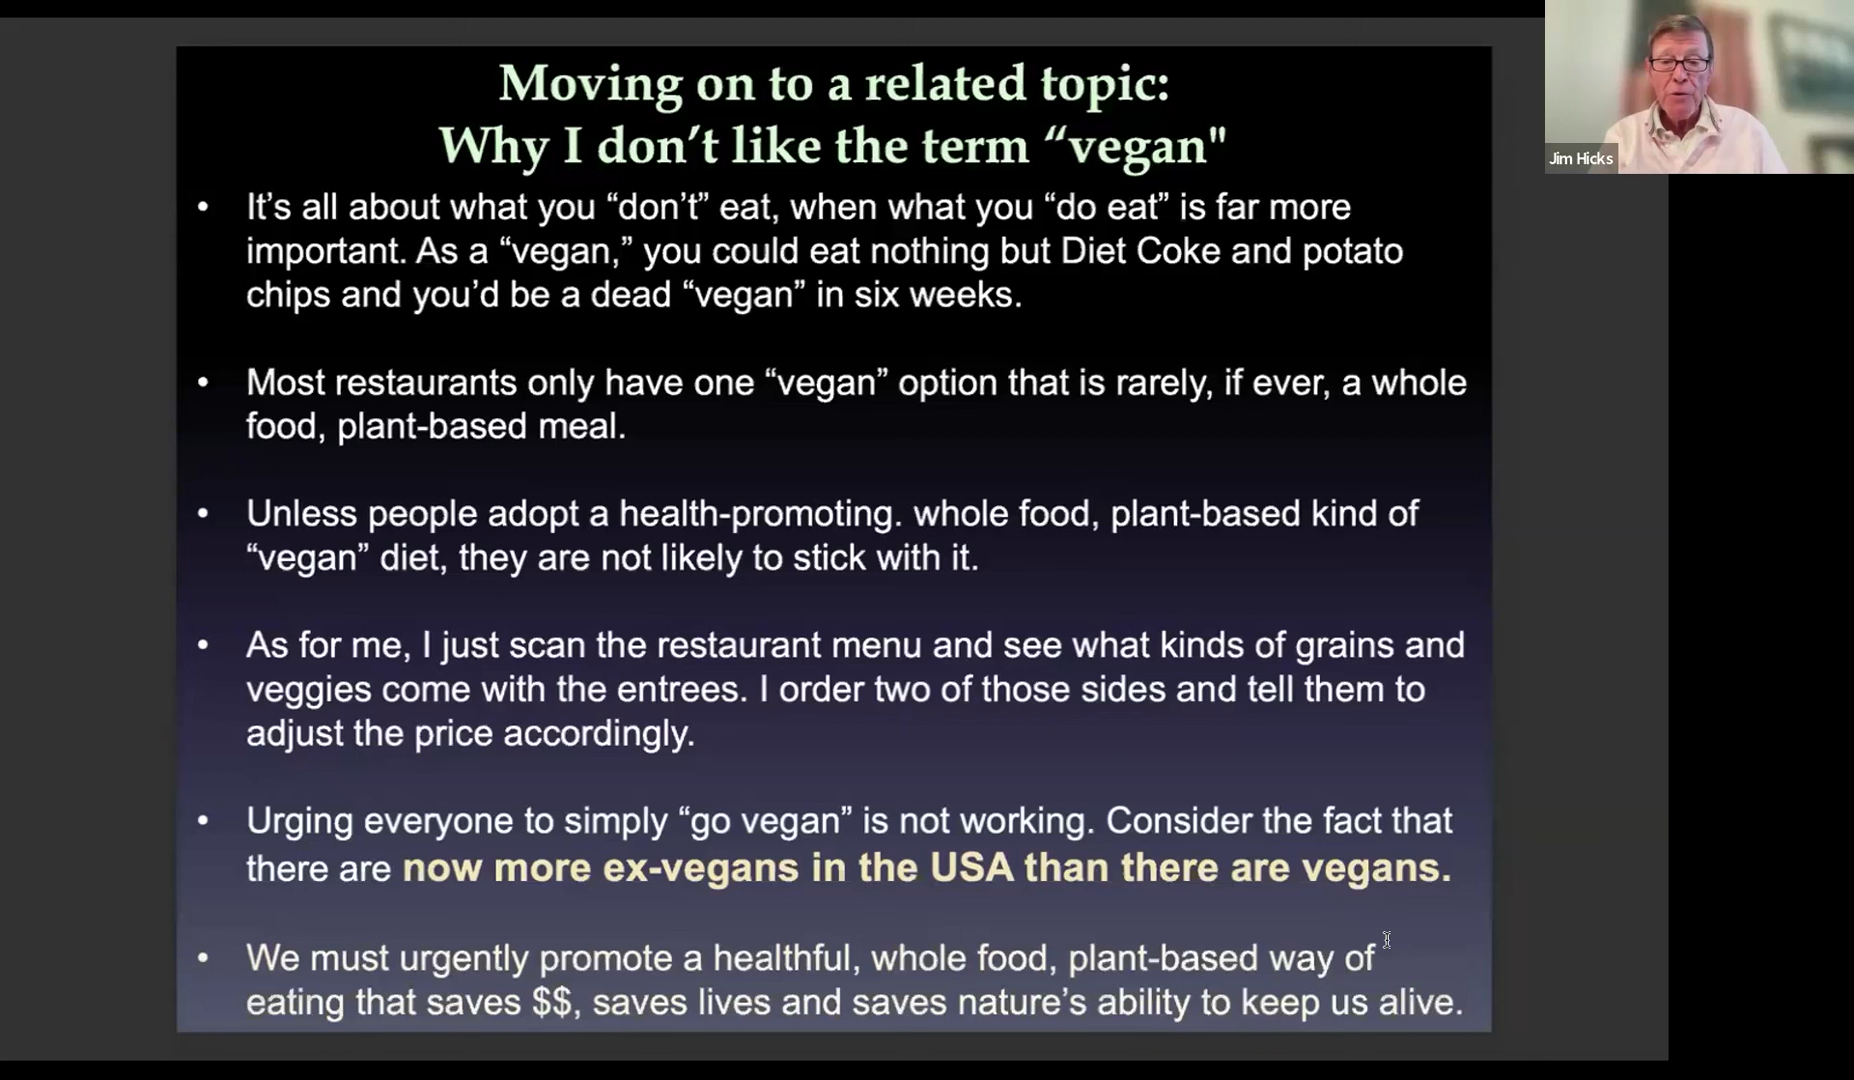 Moving on to a related topic:
Why I don’t like the term “vegan"
• It’s all about what you “don’t” eat, when what you “do eat” is far more
important. As a “vegan,” you could eat nothing but Diet Coke and potato
chips and you’d be a dead “vegan” in six weeks.
• Most restaurants only have one “vegan” option that is rarely, if ever, a whole
food, plant-based meal.
• Unless people adopt a health-promoting. whole food, plant-based kind of
“vegan” diet, they are not likely to stick with it.
• As for me, I just scan the restaurant menu and see what kinds of grains and
veggies come with the entrees. I order two of those sides and tell them to
adjust the price accordingly.
• Urging everyone to simply “go vegan” is not working. Consider the fact that
there are now more ex-vegans in the USA than there are vegans.
• We must urgently promote a healthful, whole food, plant-based way of
eating that saves $$, saves lives and saves nature’s ability to keep us alive.
Jim Hicks